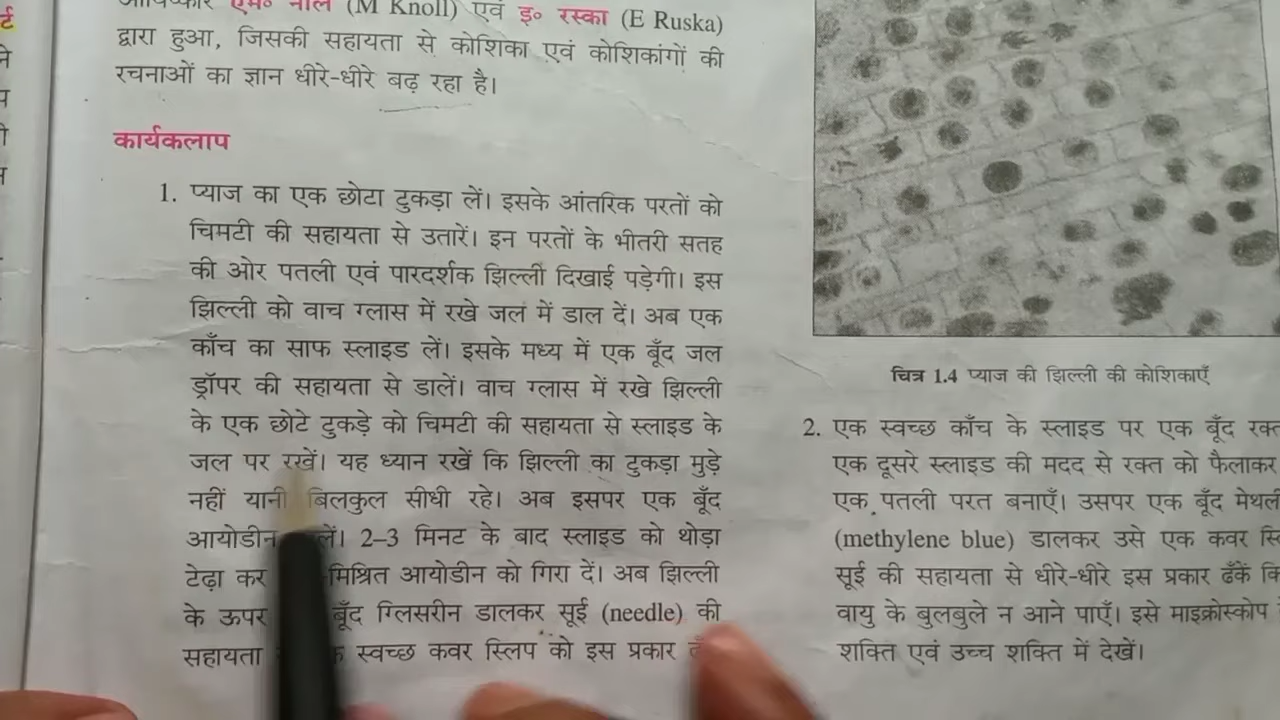 एम॰ नॉल (M Knoll) एवं इ॰ रस्का (E Ruska)
द्वारा हुआ, जिसकी सहायता से कोशिका एवं कोशिकांगों की
रचनाओं का ज्ञान धीरे-धीरे बढ़ रहा है।
कार्यकलाप
1. प्याज का एक छोटा टुकड़ा लें। इसके आंतरिक परतों को
चिमटी की सहायता से उतारें। इन परतों के भीतरी सतह
की ओर पतली एवं पारदर्शक झिल्ली दिखाई पड़ेगी। इस
झिल्ली को वाच ग्लास में रखे जल में डाल दें। अब एक
काँच का साफ स्लाइड लें। इसके मध्य में एक बूँद जल
ड्रॉपर की सहायता से डालें। वाच ग्लास में रखे झिल्ली
के एक छोटे टुकड़े को चिमटी की सहायता से स्लाइड के
जल पर रखें। यह ध्यान रखें कि झिल्ली का टुकड़ा मुड़े
नहीं यानी बिलकुल सीधी रहे। अब इसपर एक बूँद
आयोडीन 2–3 मिनट के बाद स्लाइड को थोड़ा
टेढ़ा कर -मिश्रित आयोडीन को गिरा दें। अब झिल्ली
के ऊपर बूँद ग्लिसरीन डालकर सूई (needle) की
सहायता स्वच्छ कवर स्लिप को इस प्रकार
चित्र 1.4 प्याज की झिल्ली की कोशिकाएँ
2. एक स्वच्छ काँच के स्लाइड पर एक बूँद
एक दूसरे स्लाइड की मदद से रक्त को फैलाकर
एक पतली परत बनाएँ। उसपर एक बूँद
(methylene blue) डालकर उसे एक कवर
सूई की सहायता से धीरे-धीरे इस प्रकार ढँकें
वायु के बुलबुले न आने पाएँ। इसे माइक्रोस्कोप
शक्ति एवं उच्च शक्ति में देखें।